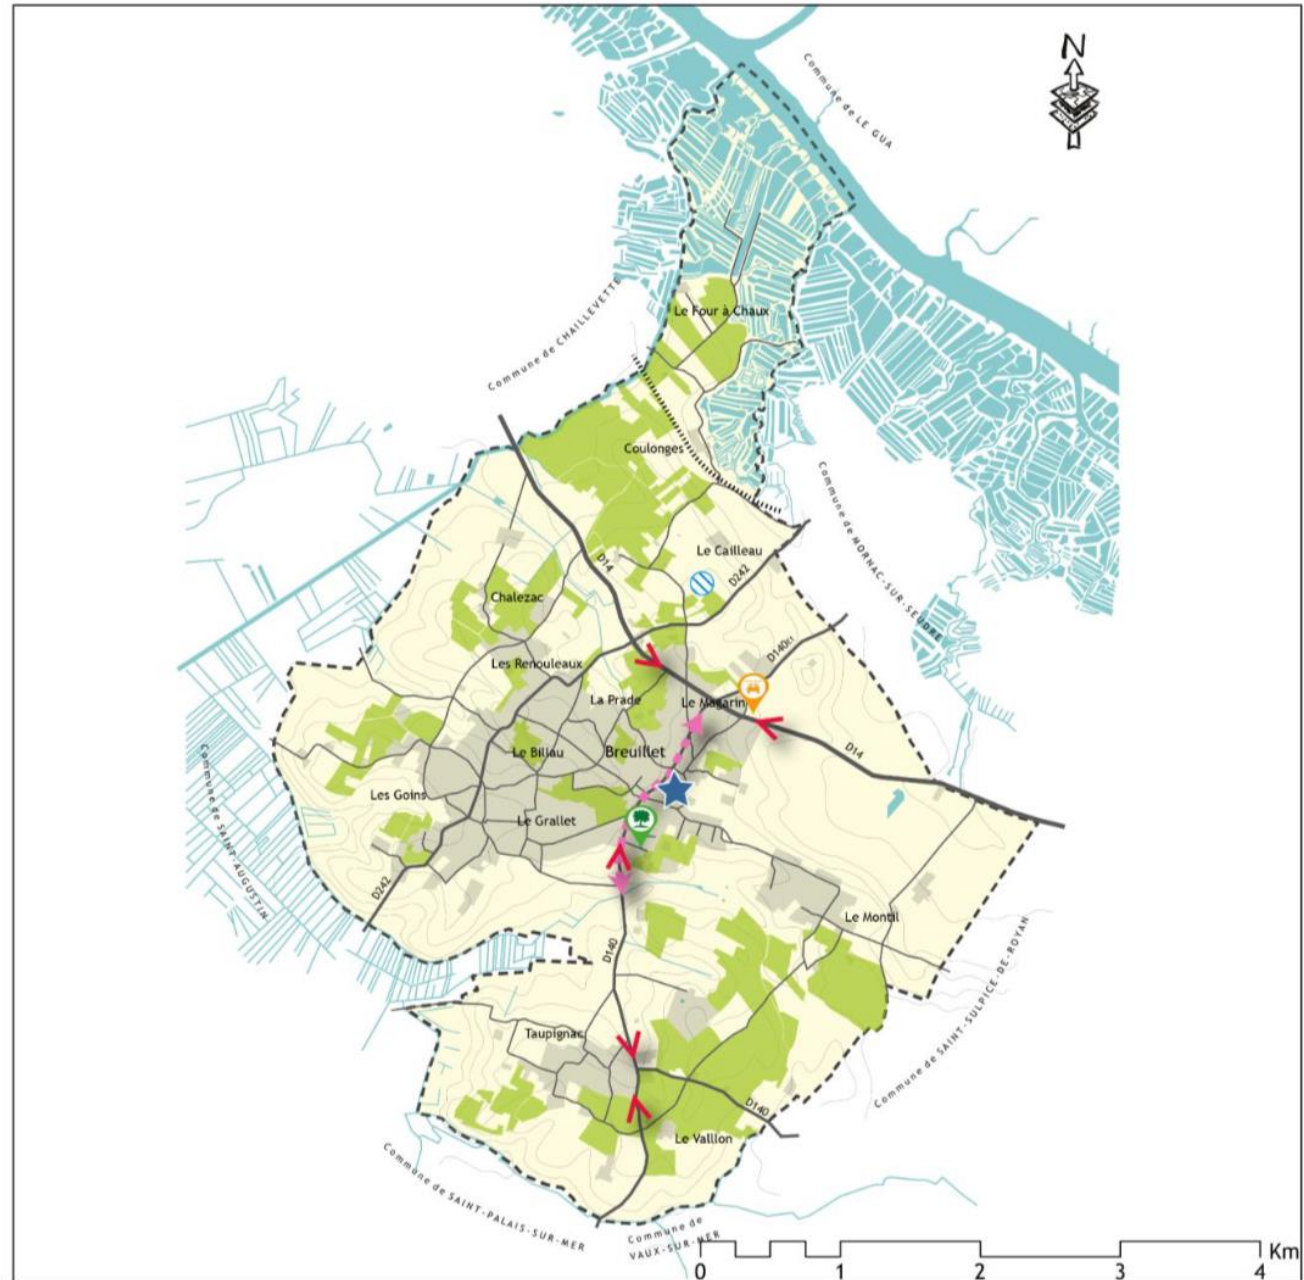 N
Commune de LE GUA
Commune de CHAILLEVETTE
Le Four à Chaux
Coulonges
Commune de MORNAC-SUR-SEUDRE
Le Cailleau
D14
D242
Chalezac
D140E1
Les Renouleaux
La Prade
Le Magarin
Le Billau
Breuillet
D14
Commune de SAINT-AUGUSTIN
Les Goins
Le Grallet
D242
Le Montil
D140
Commune de SAINT-SULPICE-DE-ROYAN
Taupignac
D140
Le Valllon
Commune de SAINT-PALAIS-SUR-MER
Commune de
VAUX-SUR-MER
Km
0 1 2 3 4